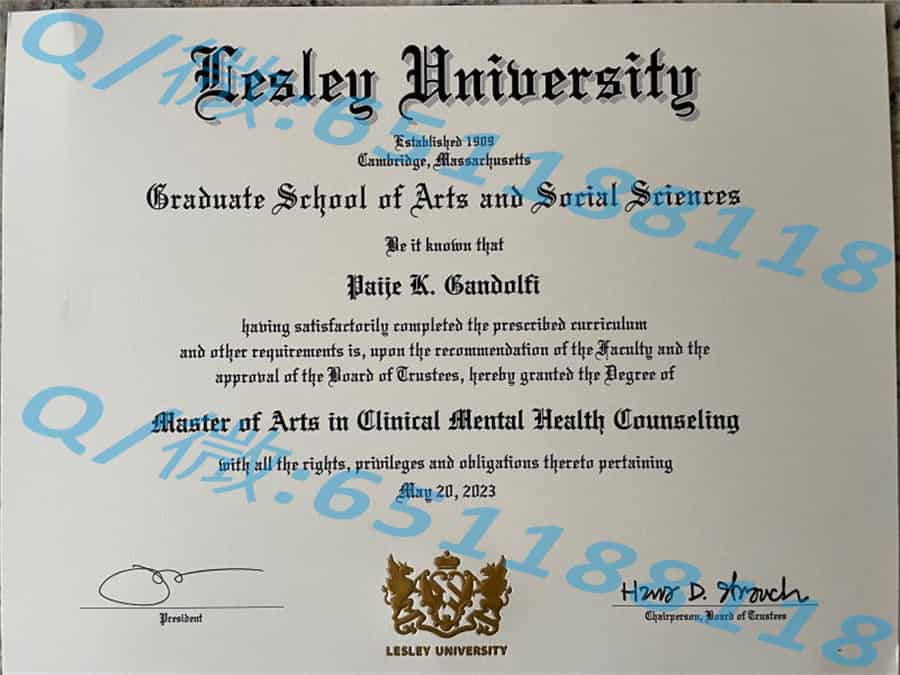 Lesley University
Established 1909
Cambridge, Massachusetts
Graduate School of Arts and Social Sciences
Be it known that
Paije K. Gandolfi
having satisfactorily completed the prescribed curriculum
and other requirements is, upon the recommendation of the Faculty and the
approval of the Board of Trustees, hereby granted the Degree of
Master of Arts in Clinical Mental Health Counseling
with all the rights, privileges and obligations thereto pertaining
May 20, 2023
President
Hans D. Strauch
Chairperson, Board of Trustees
LESLEY UNIVERSITY
Q/微:65118118
Q/微:651188118